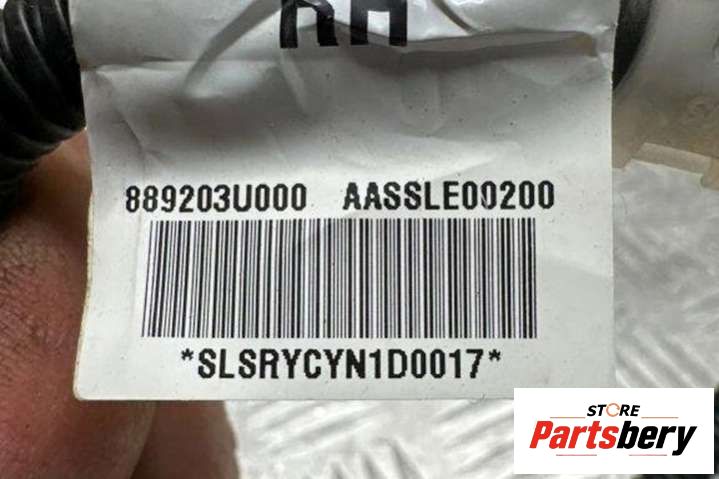 RH
889203U000 AASSLE00200
*SLSRYCYN1D0017*
STORE
Partsbery